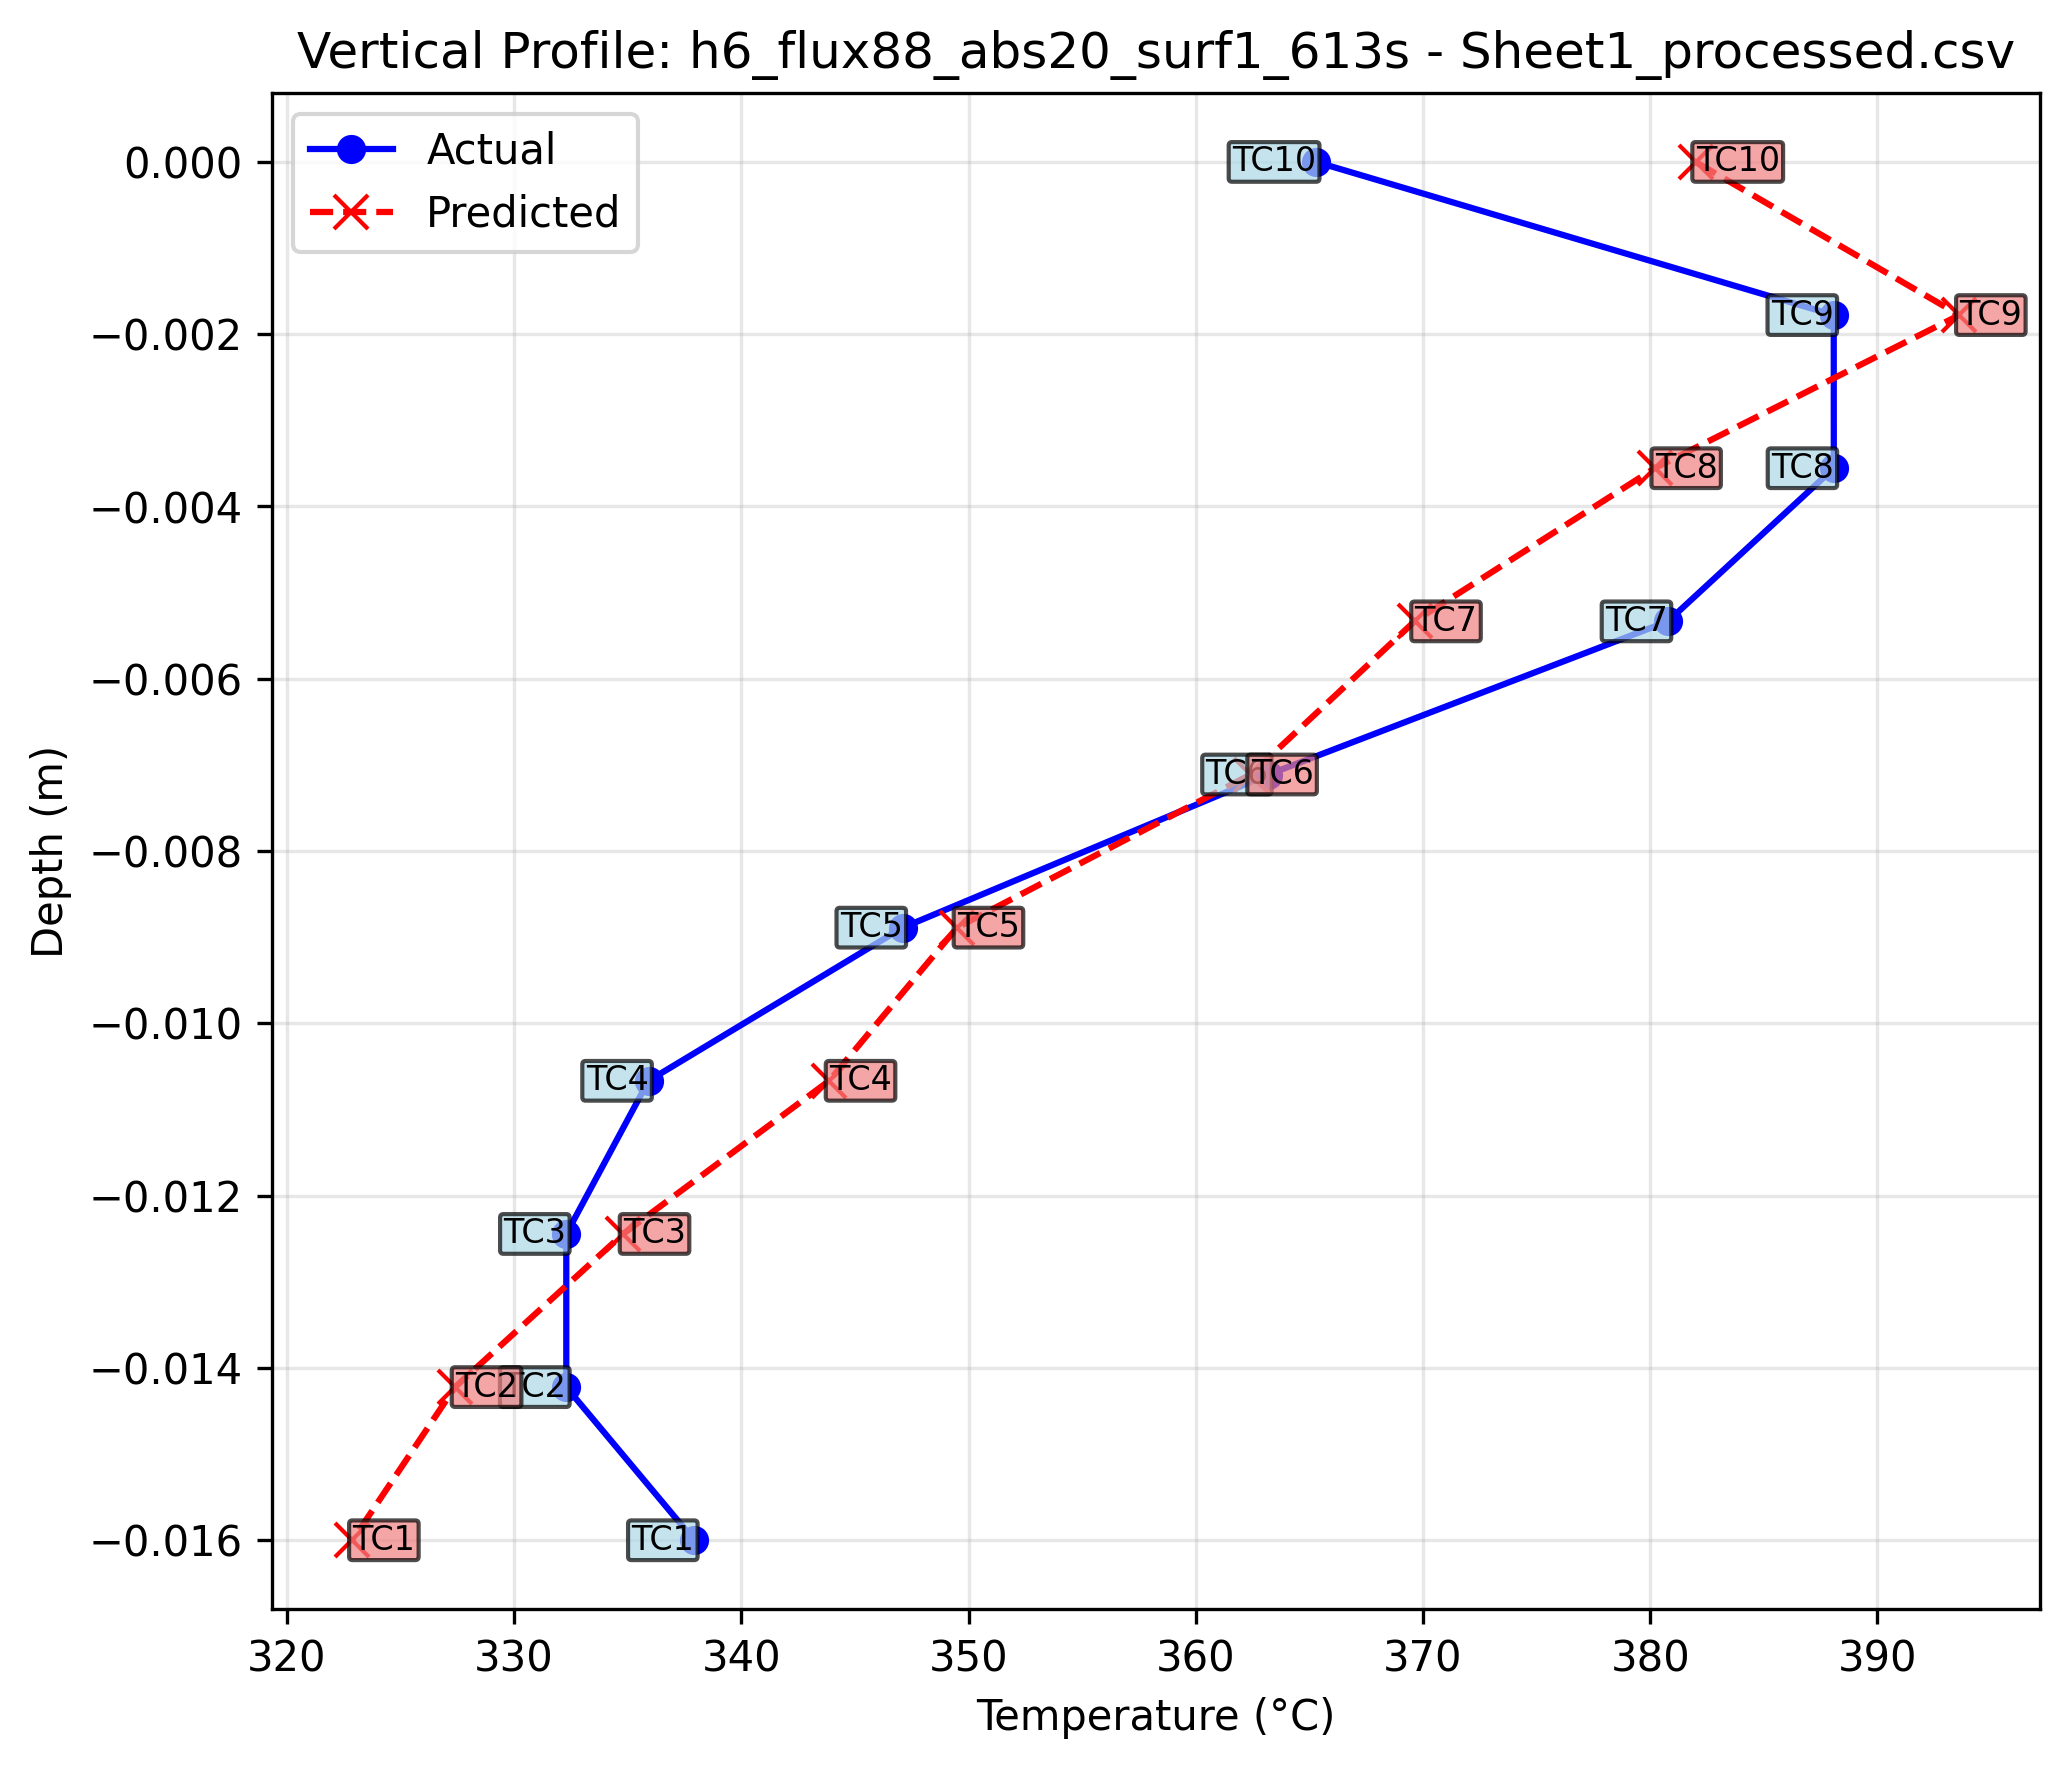 Vertical Profile: h6_flux88_abs20_surf1_613s - Sheet1_processed.csv
Actual
Predicted
0.000
−0.002
−0.004
−0.006
−0.008
−0.010
−0.012
−0.014
−0.016
Depth (m)
TC10
TC10
TC9
TC9
TC8
TC8
TC7
TC7
TC6
TC5
TC5
TC4
TC4
TC3
TC3
TC2
TC1
TC1
320
330
340
350
360
370
380
390
Temperature (°C)